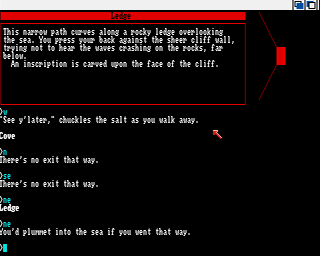 Ledge
This narrow path curves along a rocky ledge overlooking
the sea. You press your back against the sheer cliff wall,
trying not to hear the waves crashing on the rocks, far
below.
An inscription is carved upon the face of the cliff.
>w
"See y'later," chuckles the salt as you walk away.
Cove
>n
There's no exit that way.
>se
There's no exit that way.
>ne
Ledge
>ne
You'd plummet into the sea if you went that way.
>